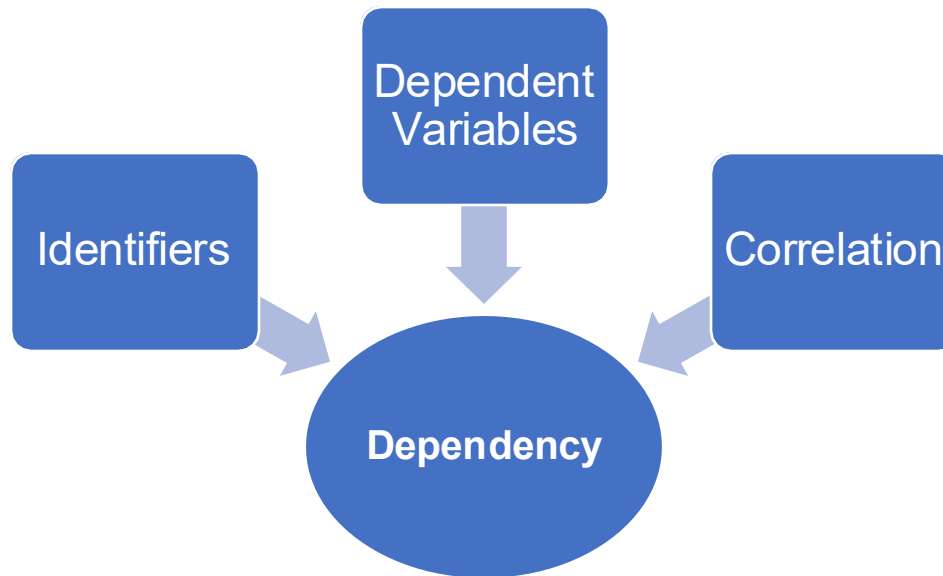 Dependent
Variables
Identifiers
Correlation
Dependency